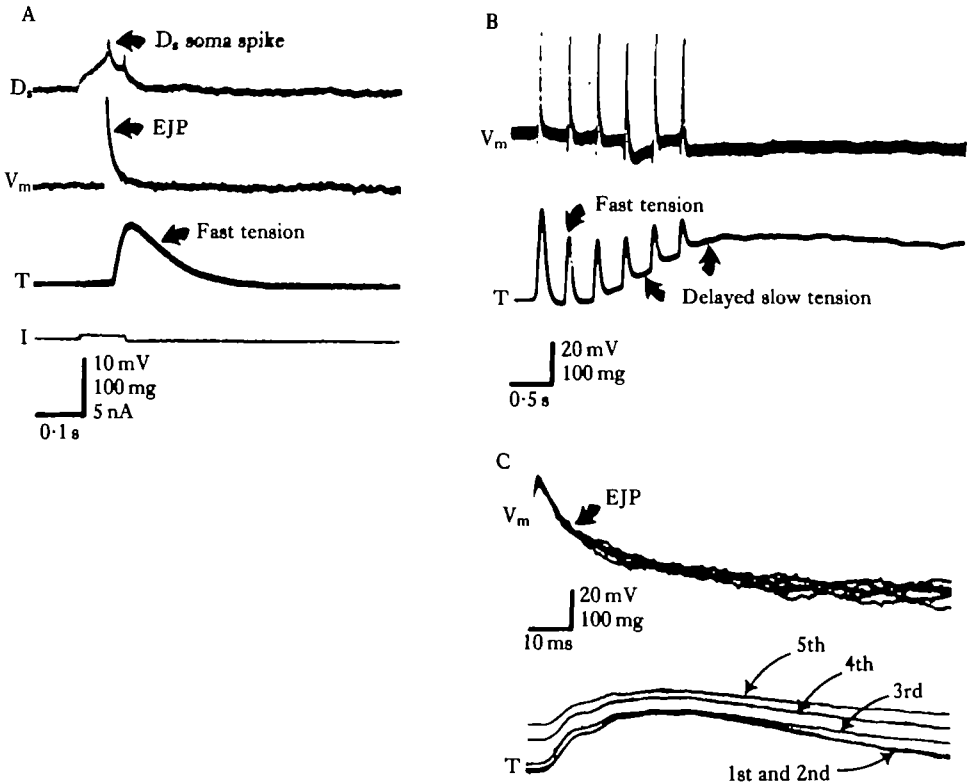 A
Ds soma spike
Ds
EJP
Vm
Fast tension
T
I
10 mV
100 mg
5 nA
0·1 s
B
Vm
Fast tension
T
Delayed slow tension
20 mV
100 mg
0·5 s
C
EJP
Vm
20 mV
100 mg
10 ms
5th
4th
3rd
T
1st and 2nd